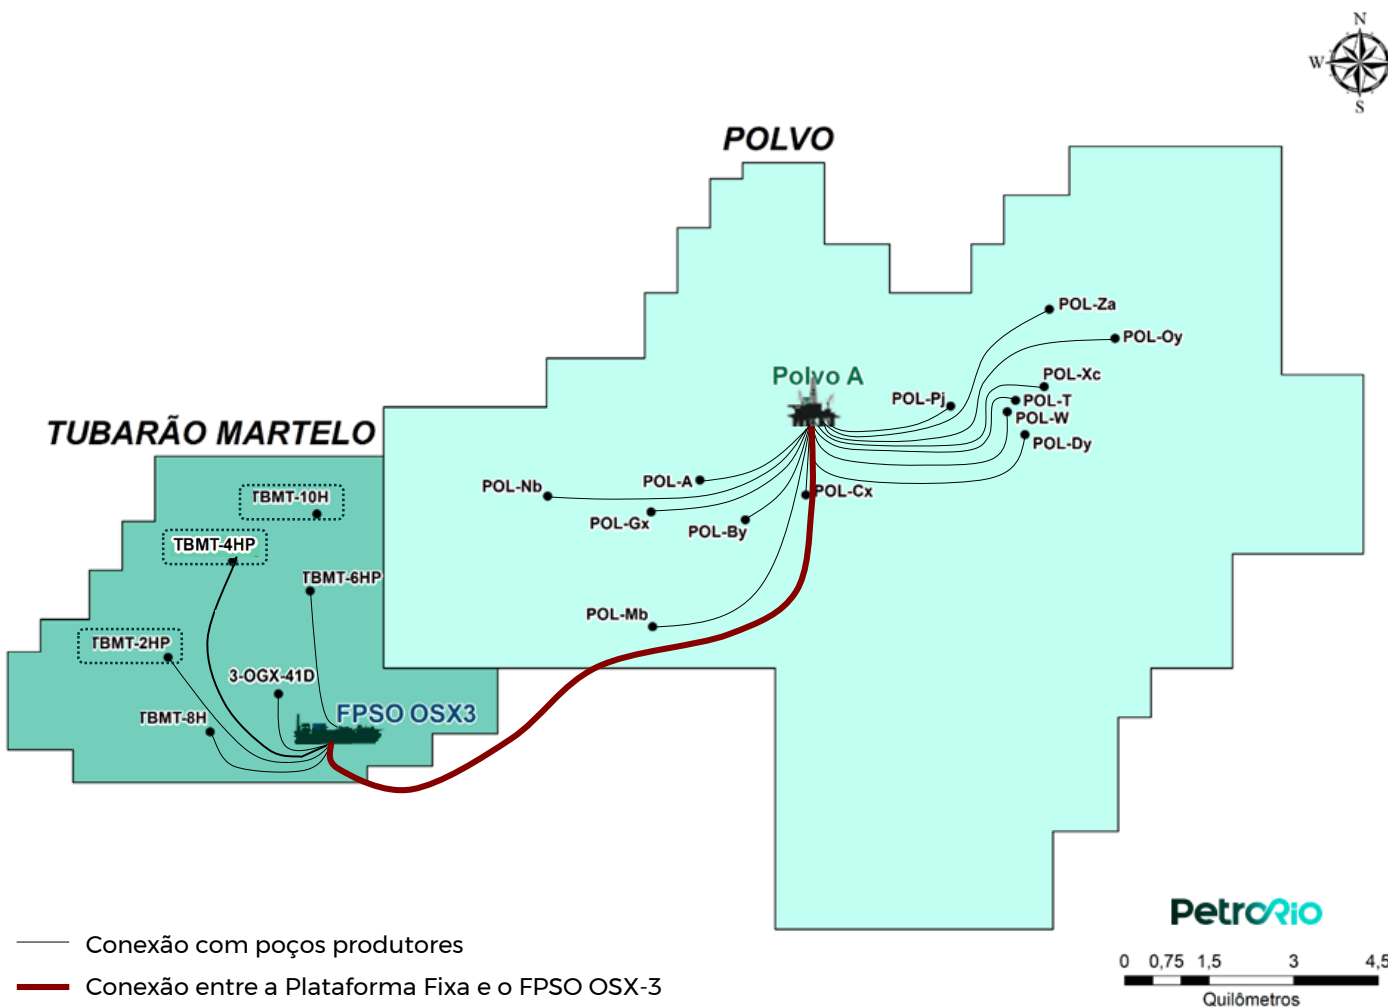 N
W
S
POLVO
POL-Za
POL-Oy
Polvo A
POL-Xc
POL-Pj
POL-T
POL-W
POL-Dy
TUBARÃO MARTELO
POL-A
POL-Nb
POL-Cx
POL-Gx
POL-By
TBMT-10H
TBMT-4HP
TBMT-6HP
POL-Mb
TBMT-2HP
3-OGX-41D
TBMT-8H
FPSO OSX3
PetroRio
Conexão com poços produtores
Conexão entre a Plataforma Fixa e o FPSO OSX-3
0 0,75 1,5 3 4,5
Quilômetros